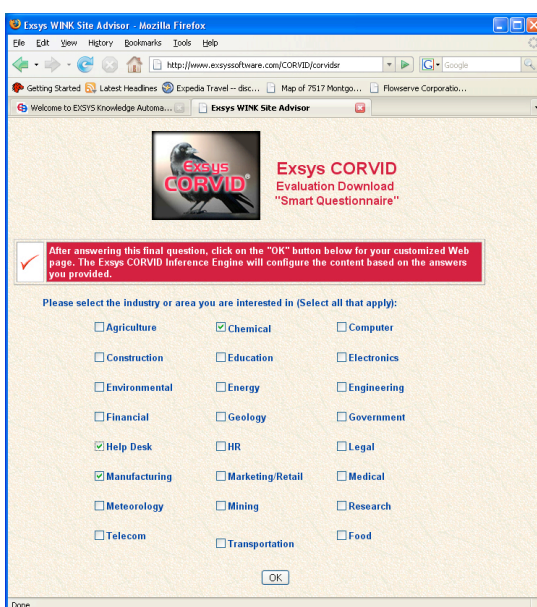 Exsys WINK Site Advisor - Mozilla Firefox
File Edit View History Bookmarks Tools Help
http://www.exsyssoftware.com/CORVID/corvidsr
G Google
Getting Started Latest Headlines Expedia Travel -- disc... Map of 7517 Montgo... Flowserve Corporatio...
Welcome to EXSYS Knowledge Automa... Exsys WINK Site Advisor
Exsys
CORVID®
Exsys CORVID
Evaluation Download
"Smart Questionnaire"
After answering this final question, click on the "OK" button below for your customized Web
page. The Exsys CORVID Inference Engine will configure the content based on the answers
you provided.
Please select the industry or area you are interested in (Select all that apply):
Agriculture Chemical Computer
Construction Education Electronics
Environmental Energy Engineering
Financial Geology Government
Help Desk HR Legal
Manufacturing Marketing/Retail Medical
Meteorology Mining Research
Telecom Transportation Food
OK
Done